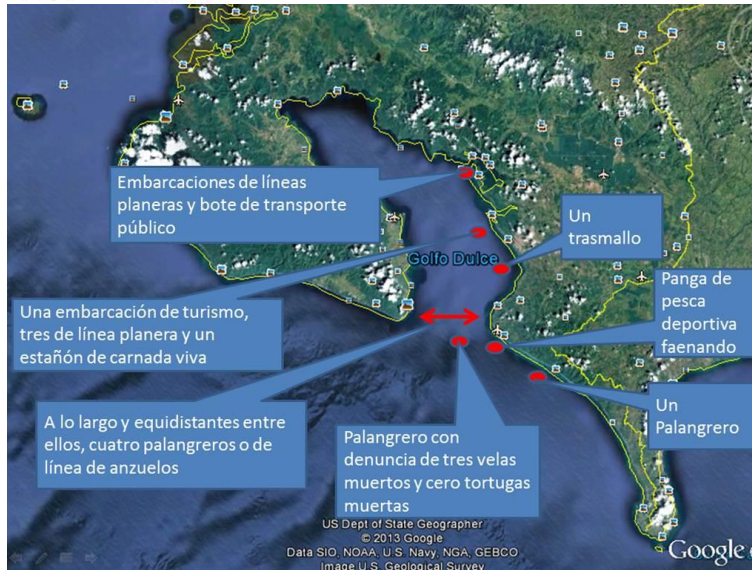 Embarcaciones de líneas
planeras y bote de transporte
público
Un
trasmallo
Golfo Dulce
Panga de
pesca
deportiva
faenando
Una embarcación de turismo,
tres de línea planera y un
estañón de carnada viva
A lo largo y equidistantes entre
ellos, cuatro palangreros o de
línea de anzuelos
Palangrero con
denuncia de tres velas
muertos y cero tortugas
muertas
Un
Palangrero
US Dept of State Geographer
© 2013 Google
Data SIO, NOAA, U.S. Navy, NGA, GEBCO
Image U.S. Geological Survey
Google